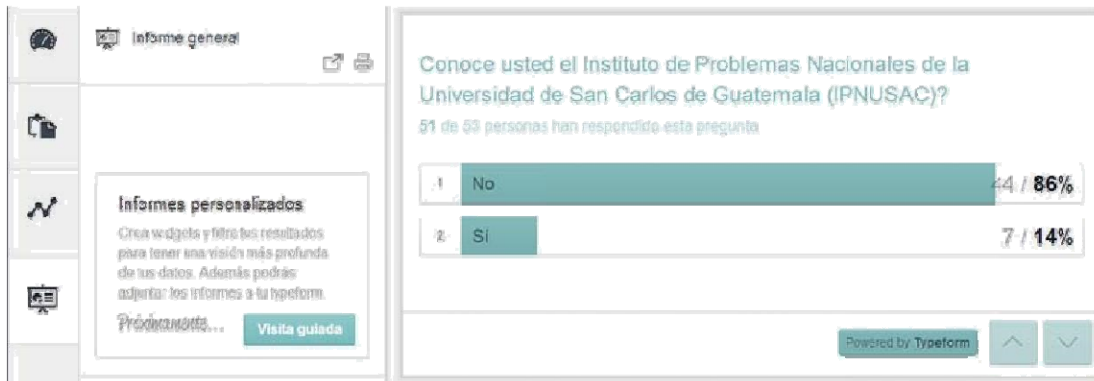 Informe general
Informes personalizados
Crea widgets y filtra tus resultados
para tener una visión más profunda
de tus datos. Además podrás
adjuntar los informes a tu typeform.
Próximamente...
Visita guiada
Conoce usted el Instituto de Problemas Nacionales de la
Universidad de San Carlos de Guatemala (IPNUSAC)?
51 de 53 personas han respondido esta pregunta
1 No 44 / 86%
2 Sí 7 / 14%
Powered by Typeform